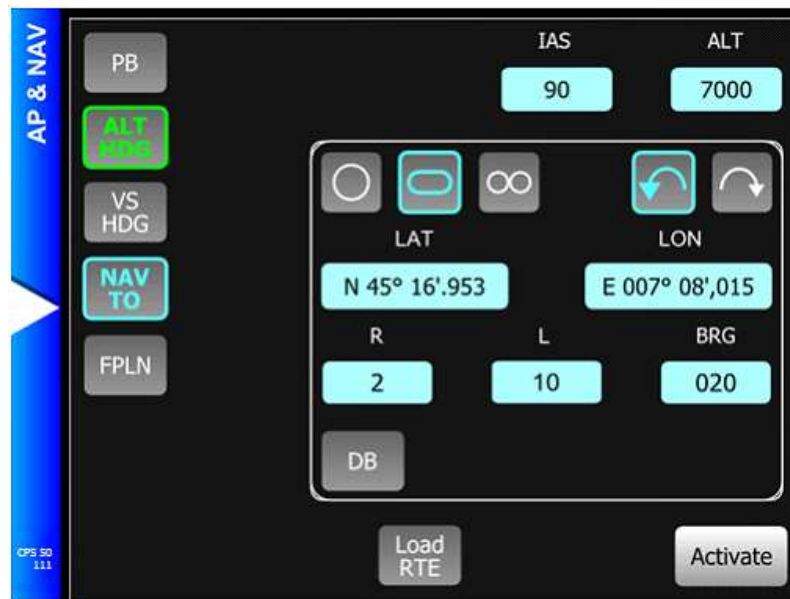 AP & NAV
PB
IAS
ALT
90
7000
ALT
HDG
VS
HDG
LAT
LON
NAV
TO
N 45° 16'.953
E 007° 08',015
R
L
BRG
FPLN
2
10
020
DB
CPS SO
111
Load
RTE
Activate